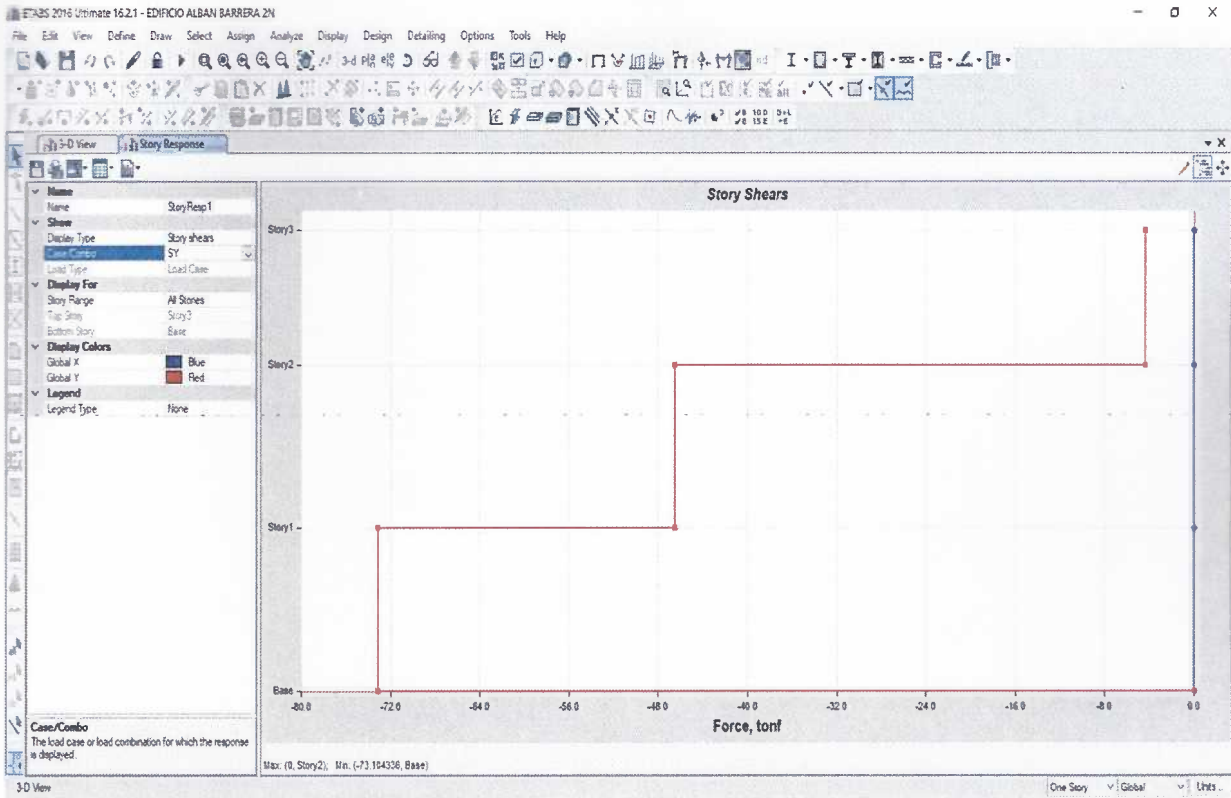 ETABS 2016 Ultimate 16.2.1 - EDIFICIO ALBAN BARRERA 2N
File Edit View Define Draw Select Assign Analyze Display Design Detailing Options Tools Help
3-D View Story Response
Name
Name StoryResp1
Show
Display Type Story shears
Case/Combo SY
Load Type Load Case
Display For
Story Range All Stories
Top Story Story3
Bottom Story Base
Display Colors
Global X Blue
Global Y Red
Legend
Legend Type None
Case/Combo
The load case or load combination for which the response
is displayed.
Story Shears
Story3
Story2
Story1
Base
-80.0 -72.0 -64.0 -56.0 -48.0 -40.0 -32.0 -24.0 -16.0 -8.0 0.0
Force, tonf
Max: (0, Story2); Min: (-73.104336, Base)
3-D View One Story Global Units...